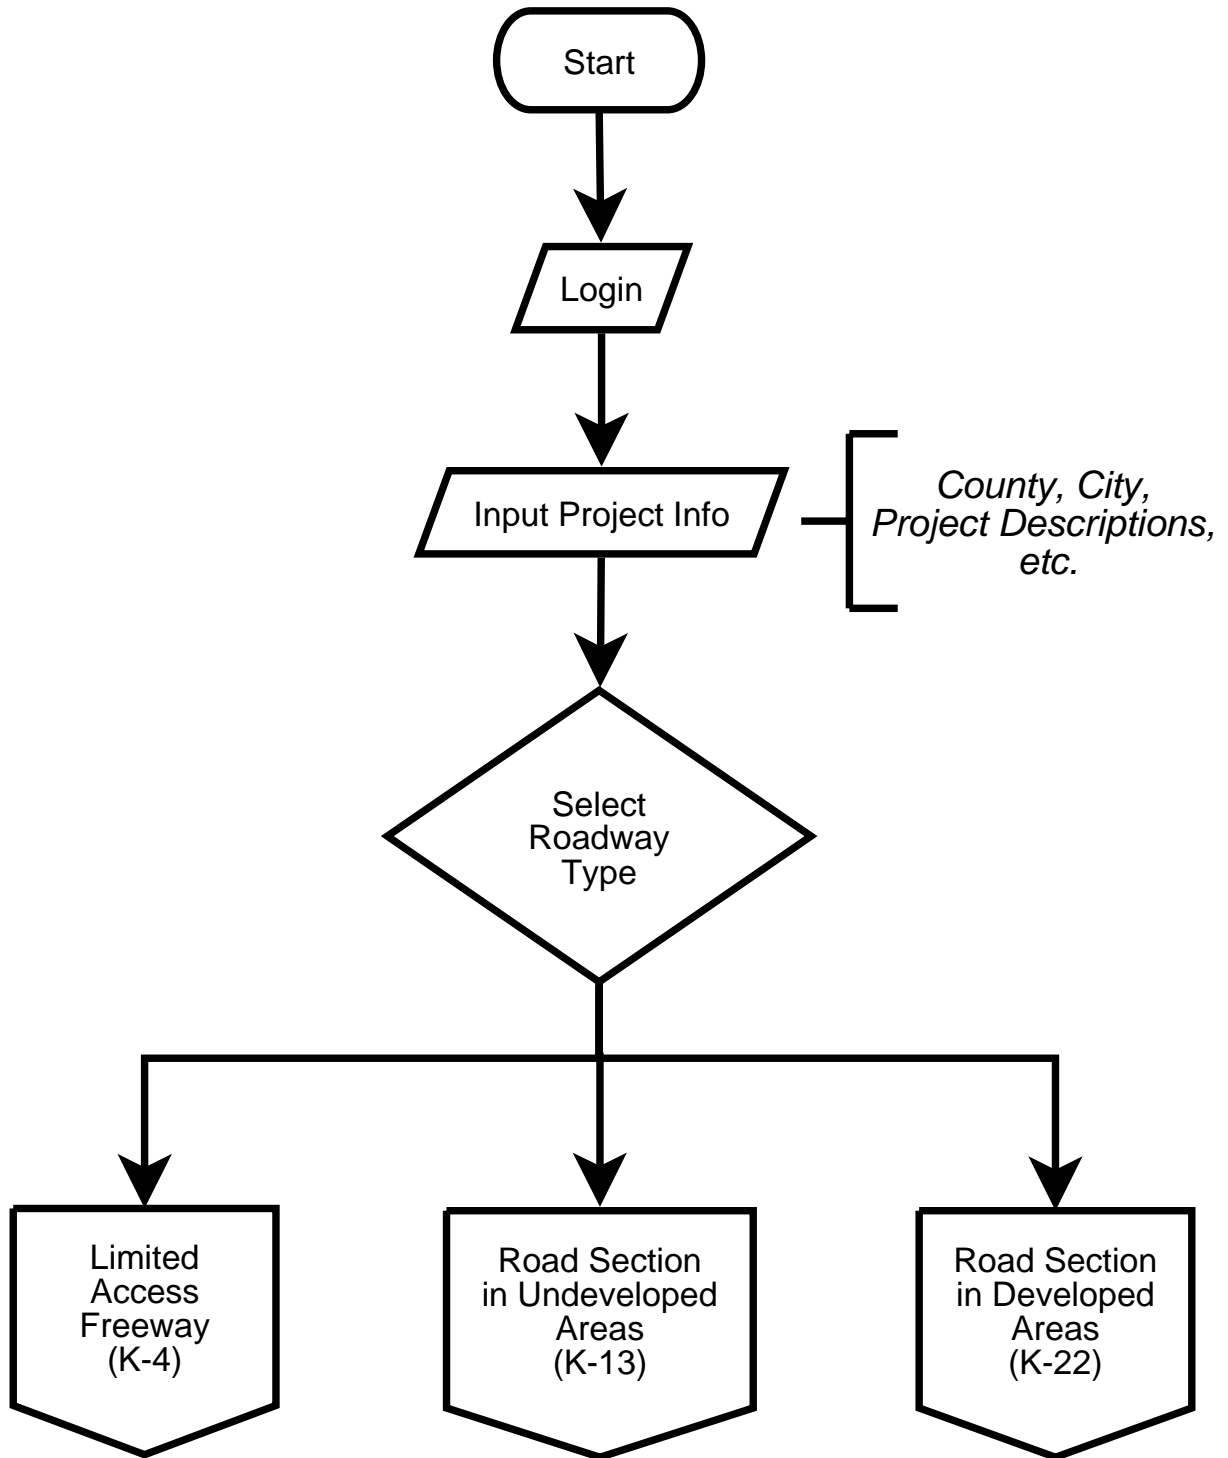 Start
Login
Input Project Info
County, City,
Project Descriptions,
etc.
Select
Roadway
Type
Limited
Access
Freeway
(K-4)
Road Section
in Undeveloped
Areas
(K-13)
Road Section
in Developed
Areas
(K-22)